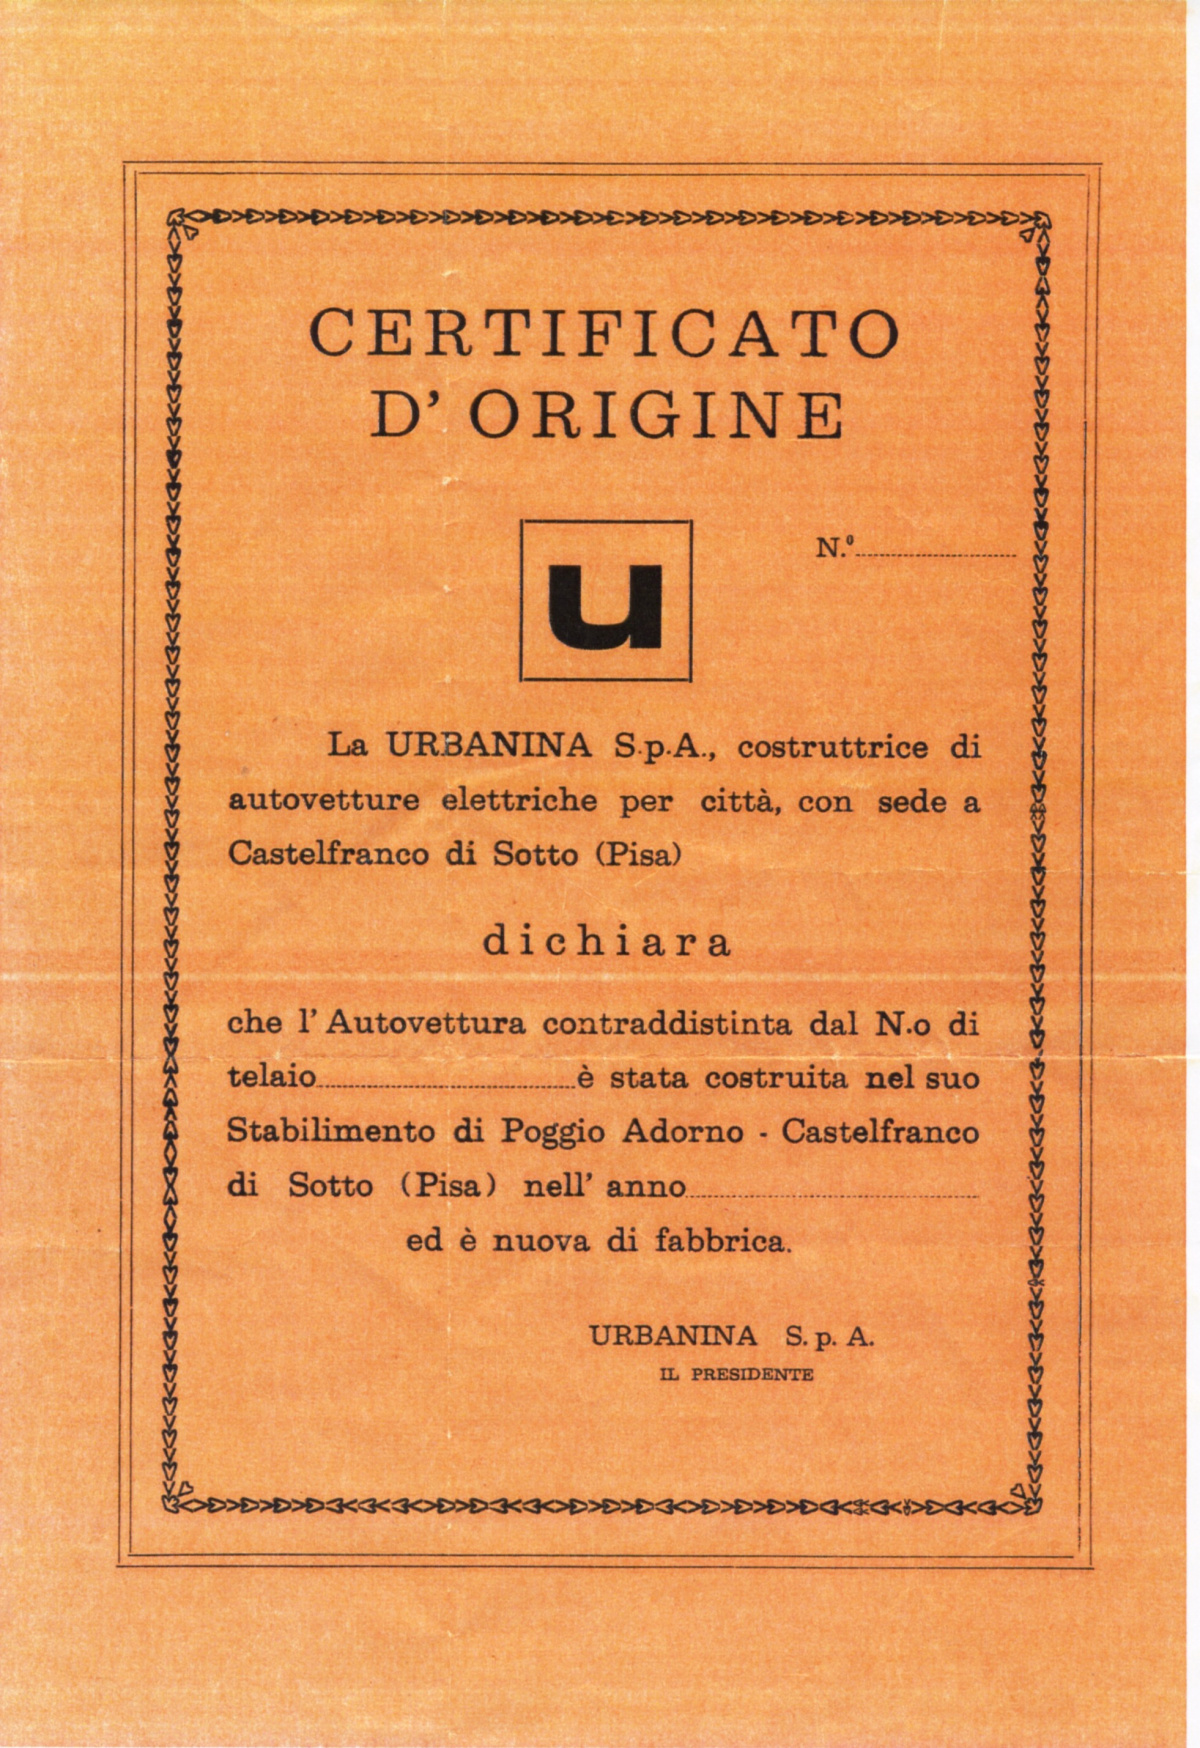 CERTIFICATO
D' ORIGINE
N.º
u
La URBANINA S.p.A., costruttrice di
autovetture elettriche per città, con sede a
Castelfranco di Sotto (Pisa)
dichiara
che l' Autovettura contraddistinta dal N.o di
telaio........................è stata costruita nel suo
Stabilimento di Poggio Adorno - Castelfranco
di Sotto (Pisa) nell' anno........................
ed è nuova di fabbrica.
URBANINA S. p. A.
IL PRESIDENTE